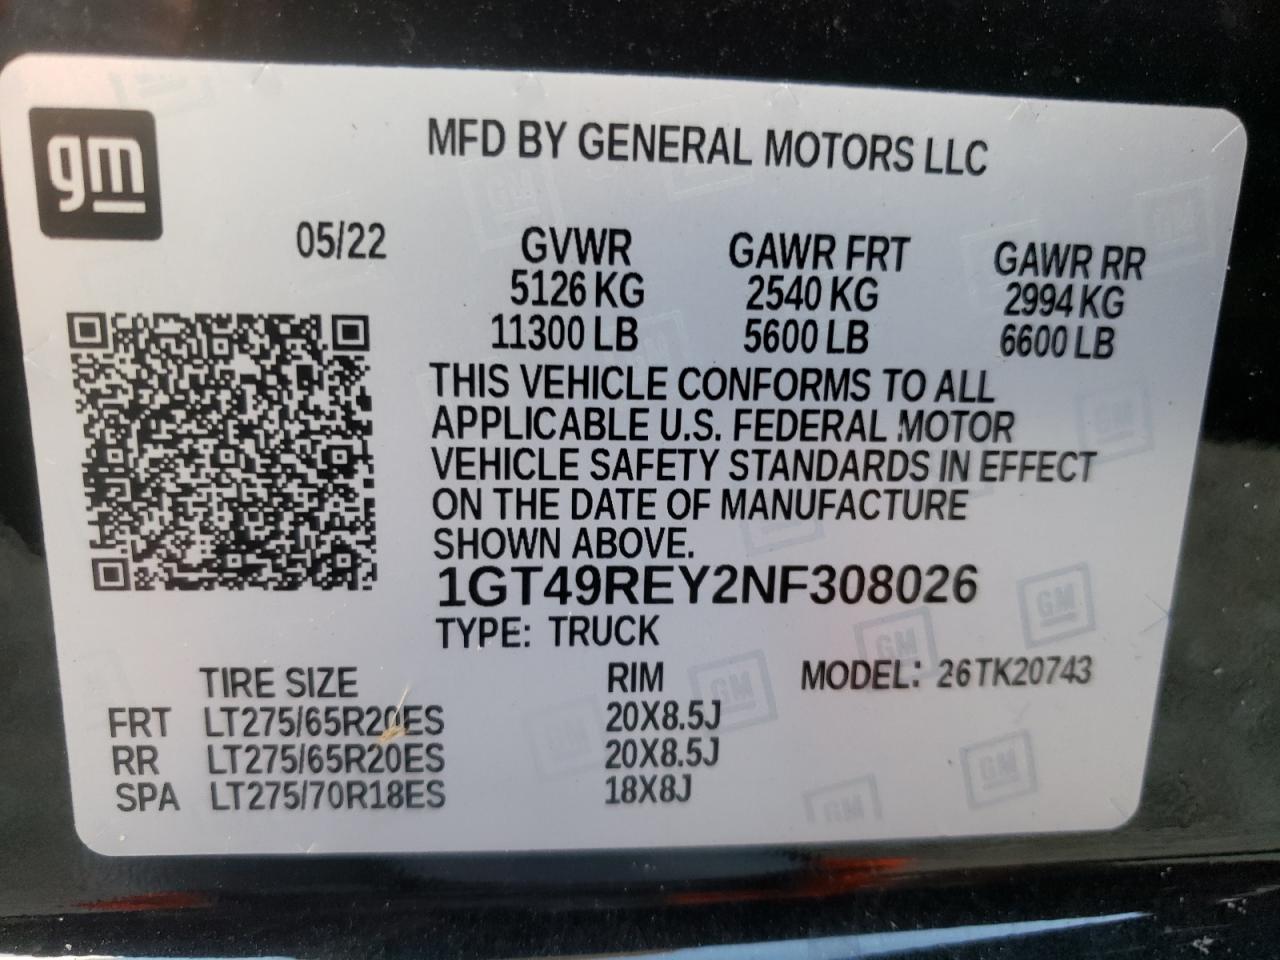 gm
MFD BY GENERAL MOTORS LLC
05/22 GVWR GAWR FRT GAWR RR
5126 KG 2540 KG 2994 KG
11300 LB 5600 LB 6600 LB
THIS VEHICLE CONFORMS TO ALL
APPLICABLE U.S. FEDERAL MOTOR
VEHICLE SAFETY STANDARDS IN EFFECT
ON THE DATE OF MANUFACTURE
SHOWN ABOVE.
1GT49REY2NF308026
TYPE: TRUCK
TIRE SIZE RIM MODEL: 26TK20743
FRT LT275/65R20ES 20X8.5J
RR LT275/65R20ES 20X8.5J
SPA LT275/70R18ES 18X8J